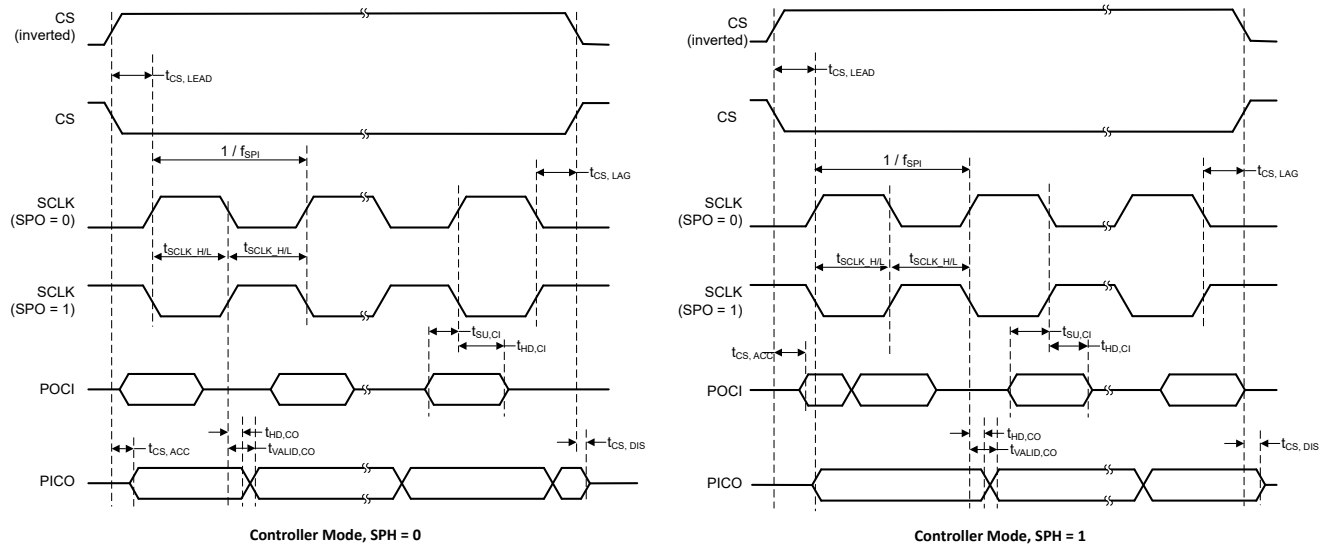 CS
(inverted)
tCS, LEAD
CS
1 / fSPI
tCS, LAG
SCLK
(SPO = 0)
tSCLK_H/L
tSCLK_H/L
SCLK
(SPO = 1)
tSU,CI
tHD,CI
POCI
tHD,CO
tCS, ACC
tVALID,CO
tCS, DIS
PICO
Controller Mode, SPH = 0
CS
(inverted)
tCS, LEAD
CS
1 / fSPI
tCS, LAG
SCLK
(SPO = 0)
tSCLK_H/L
tSCLK_H/L
SCLK
(SPO = 1)
tSU,CI
tHD,CI
tCS, ACC
POCI
tHD,CO
tVALID,CO
tCS, DIS
PICO
Controller Mode, SPH = 1